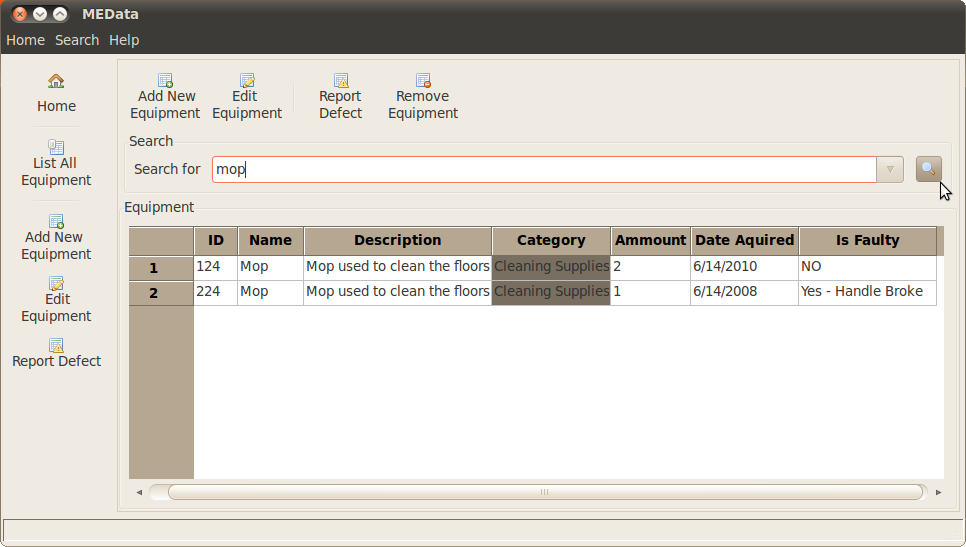 MEData
Home Search Help
Home
List All
Equipment
Add New
Equipment
Edit
Equipment
Report Defect
Add New
Equipment
Edit
Equipment
Report
Defect
Remove
Equipment
Search
Search for mop
Equipment
ID Name Description Category Ammount Date Aquired Is Faulty
1 124 Mop Mop used to clean the floors Cleaning Supplies 2 6/14/2010 NO
2 224 Mop Mop used to clean the floors Cleaning Supplies 1 6/14/2008 Yes - Handle Broke